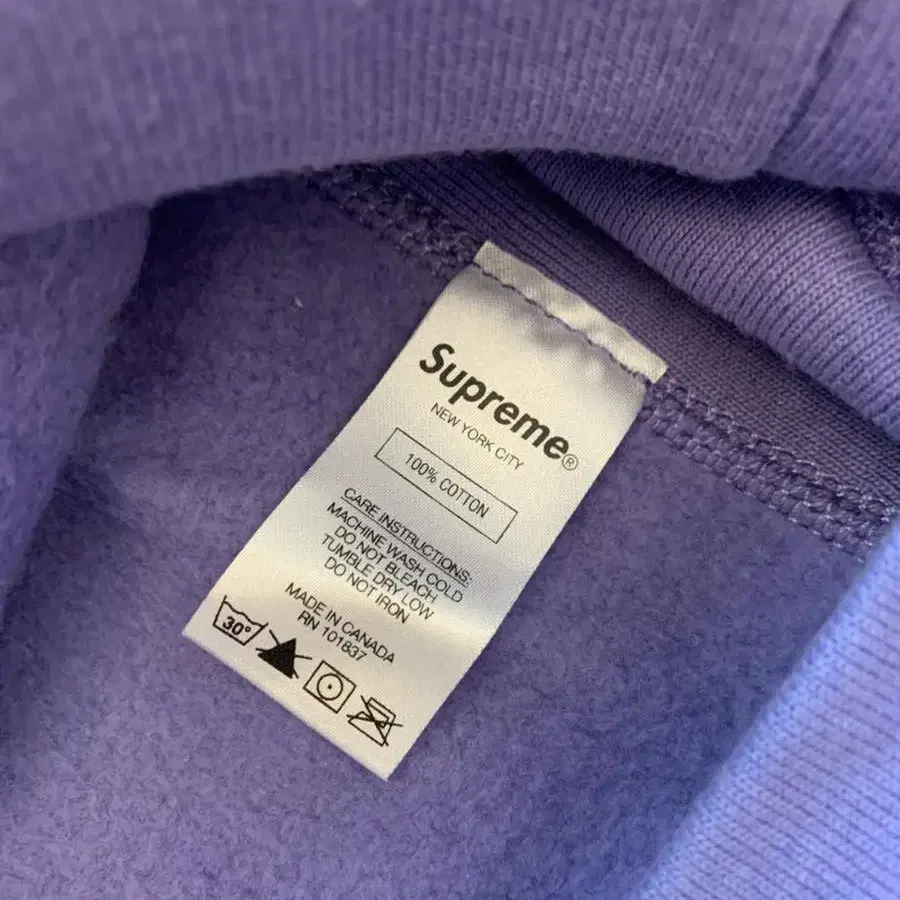 Supreme®
NEW YORK CITY
100% COTTON
CARE INSTRUCTIONS:
MACHINE WASH COLD
DO NOT BLEACH
TUMBLE DRY LOW
DO NOT IRON
MADE IN CANADA
RN 101837
30°